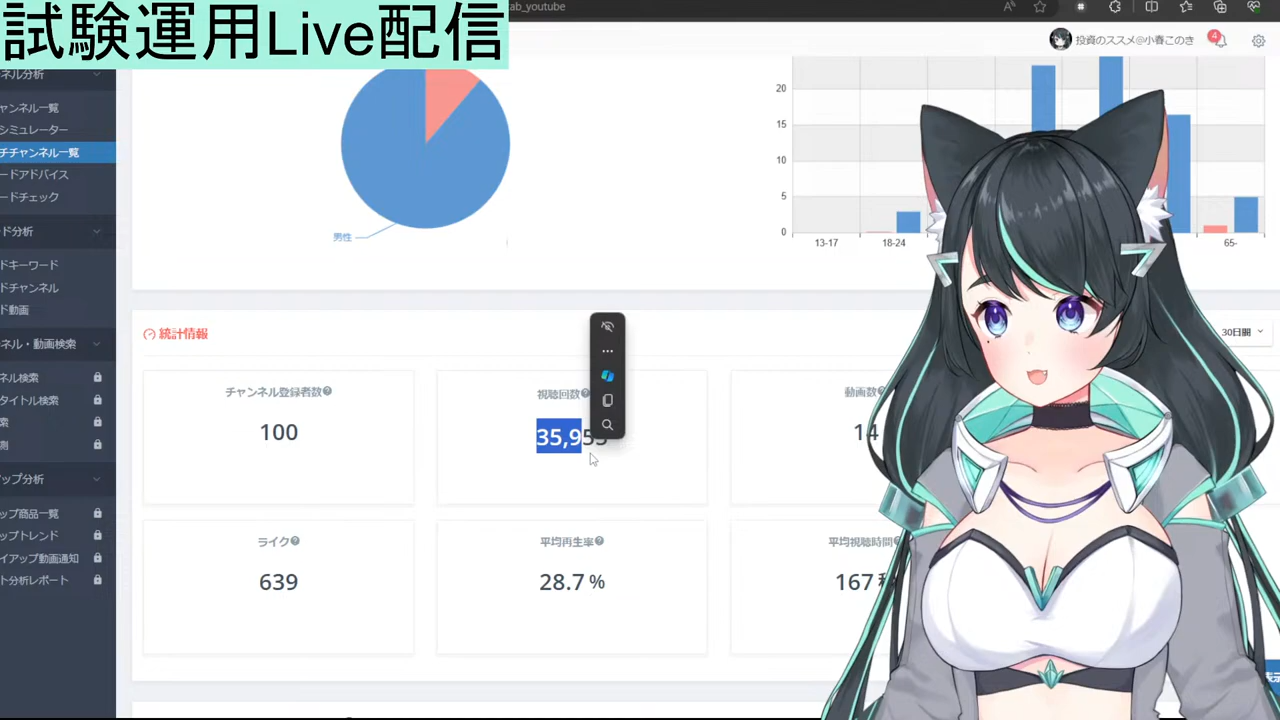 試験運用Live配信
ab_youtube
投資のススメ@小春このき
4
ネル分析
ャンネル一覧
シミュレーター
チチャンネル一覧
ードアドバイス
ードチェック
ド分析
ドキーワード
ドチャンネル
ド動画
ネル・動画検索
ネル検索
タイトル検索
索
測
ップ分析
ップ商品一覧
ップトレンド
イアップ動画通知
ト分析レポート
男性
20
15
10
5
0
13-17
18-24
65-
統計情報
30日間
チャンネル登録者数
100
視聴回数
35,955
動画数
14
ライク
639
平均再生率
28.7 %
平均視聴時間
167